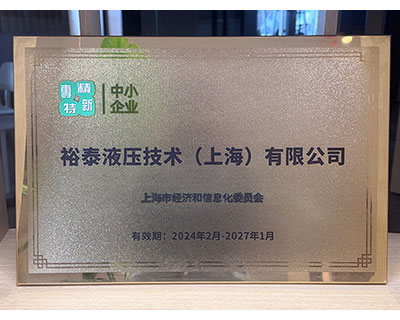 專精特新
中小企业
裕泰液压技术（上海）有限公司
上海市经济和信息化委员会
有效期：2024年2月-2027年1月